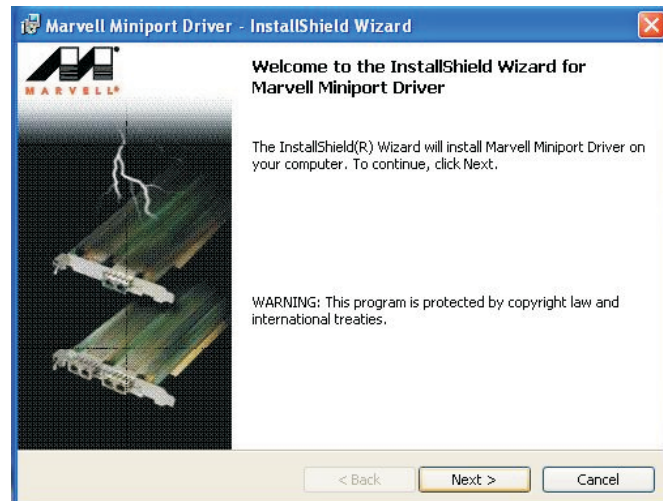 Marvell Miniport Driver - InstallShield Wizard
MARVELL®
Welcome to the InstallShield Wizard for
Marvell Miniport Driver
The InstallShield(R) Wizard will install Marvell Miniport Driver on
your computer. To continue, click Next.
WARNING: This program is protected by copyright law and
international treaties.
< Back
Next >
Cancel